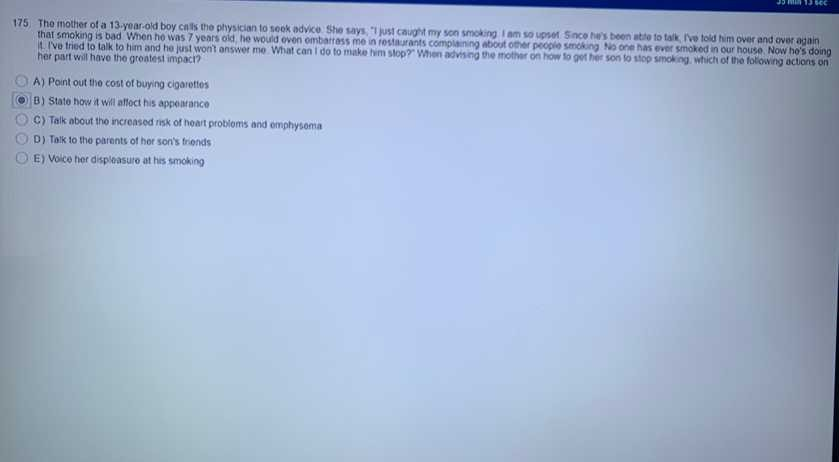 35 min 13 sec
175. The mother of a 13-year-old boy calls the physician to seek advice. She says, "I just caught my son smoking. I am so upset. Since he's been able to talk, I've told him over and over again
that smoking is bad. When he was 7 years old, he would even embarrass me in restaurants complaining about other people smoking. No one has ever smoked in our house. Now he's doing
it. I've tried to talk to him and he just won't answer me. What can I do to make him stop?" When advising the mother on how to get her son to stop smoking, which of the following actions on
her part will have the greatest impact?
A) Point out the cost of buying cigarettes
B) State how it will affect his appearance
C) Talk about the increased risk of heart problems and emphysema
D) Talk to the parents of her son's friends
E) Voice her displeasure at his smoking